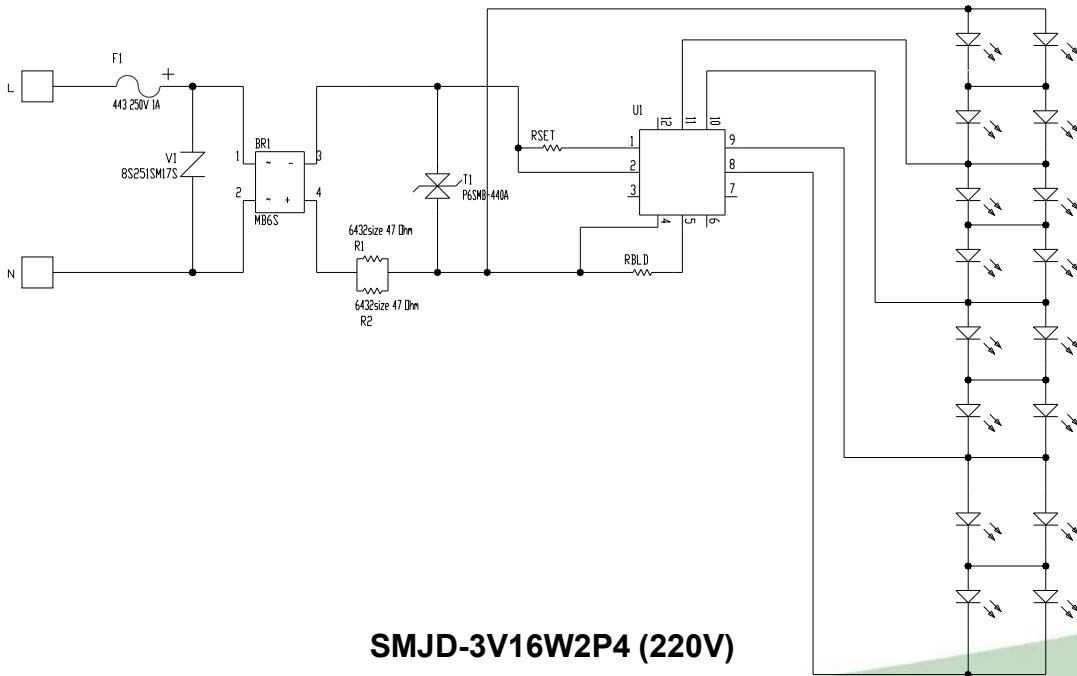 F1
L
443 250V 1A
V1
8S251SM17S
BR1
1 ~ - 3
2 ~ + 4
MB6S
T1
P6SMB-440A
6432size 47 Ohm
R1
6432size 47 Ohm
R2
N
RSET
U1
12 11 10
1 9
2 8
3 7
4 5 6
RBLD
SMJD-3V16W2P4 (220V)